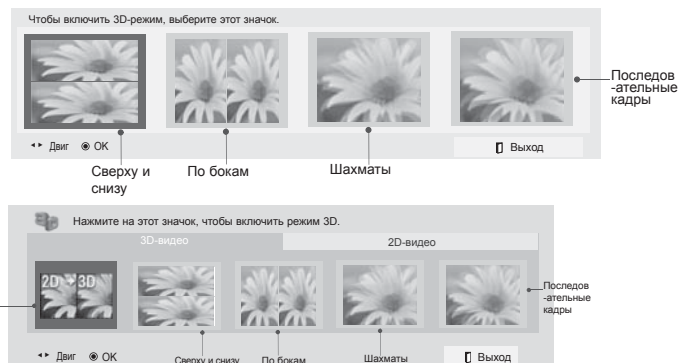 Чтобы включить 3D-режим, выберите этот значок.
Последов
-ательные
кадры
Двиг OK
Выход
Сверху и
снизу
По бокам
Шахматы
Нажмите на этот значок, чтобы включить режим 3D.
3D-видео 2D-видео
2D 3D
Последов
-ательные
кадры
Сверху и снизу По бокам Шахматы
Двиг OK
Выход